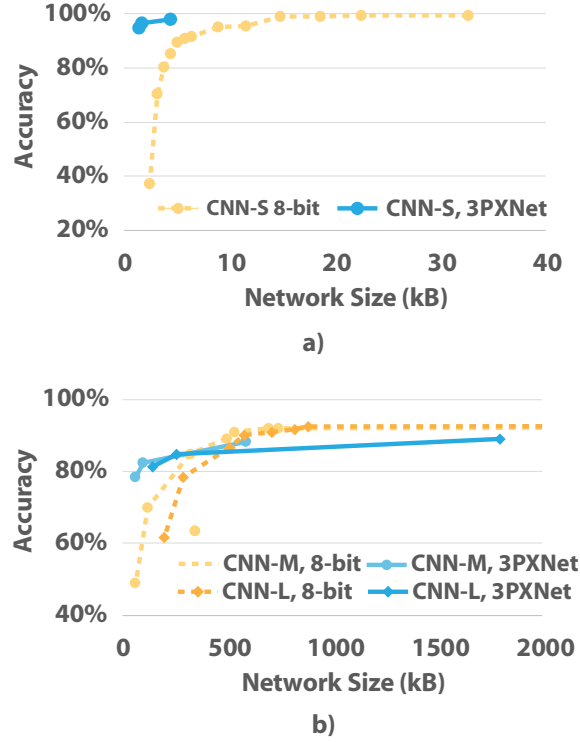 100%
80%
60%
40%
20%
Accuracy
CNN-S 8-bit
CNN-S, 3PXNet
0 10 20 30 40
Network Size (kB)
a)
100%
80%
60%
40%
Accuracy
CNN-M, 8-bit
CNN-M, 3PXNet
CNN-L, 8-bit
CNN-L, 3PXNet
0 500 1000 1500 2000
Network Size (kB)
b)